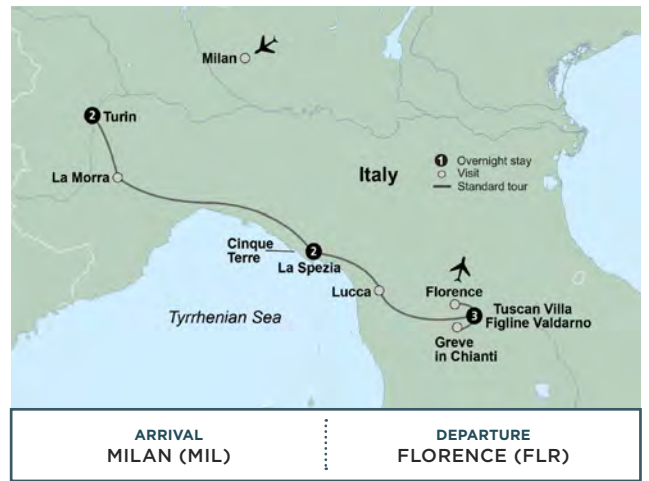 Milan
2 Turin
La Morra
Italy
1 Overnight stay
Visit
Standard tour
Cinque
Terre
2
La Spezia
Lucca
Florence
Tuscan Villa
3 Figline Valdarno
Greve
in Chianti
Tyrrhenian Sea
ARRIVAL
MILAN (MIL)
DEPARTURE
FLORENCE (FLR)